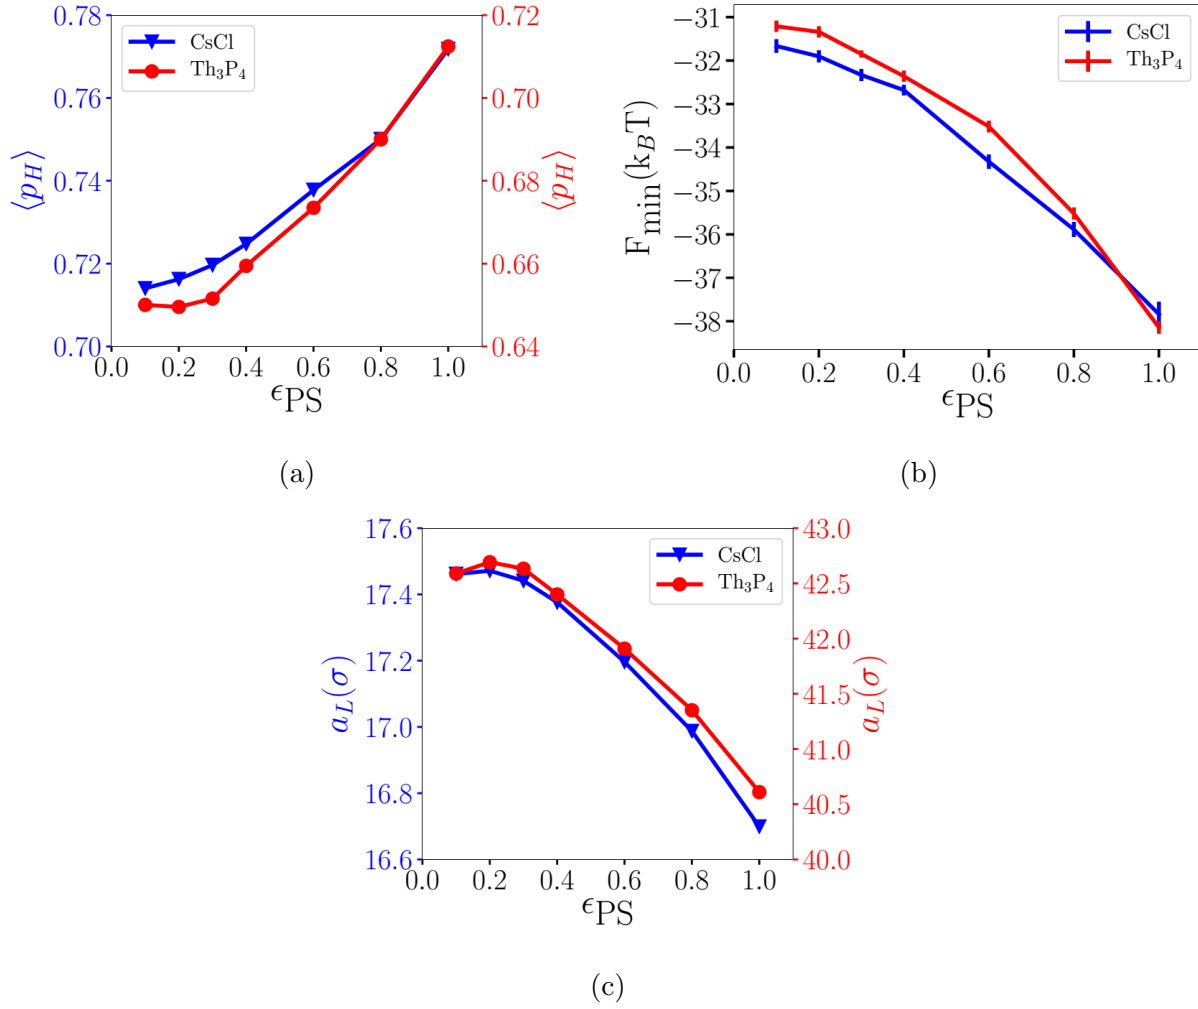 0.78
0.76
0.74
0.72
0.70
⟨p_H⟩
CsCl
Th₃P₄
0.72
0.70
0.68
0.66
0.64
⟨p_H⟩
0.0 0.2 0.4 0.6 0.8 1.0
ϵPS
(a)
−31
−32
−33
−34
−35
−36
−37
−38
F_min(k_BT)
CsCl
Th₃P₄
0.0 0.2 0.4 0.6 0.8 1.0
ϵPS
(b)
17.6
17.4
17.2
17.0
16.8
16.6
a_L(σ)
CsCl
Th₃P₄
43.0
42.5
42.0
41.5
41.0
40.5
40.0
a_L(σ)
0.0 0.2 0.4 0.6 0.8 1.0
ϵPS
(c)